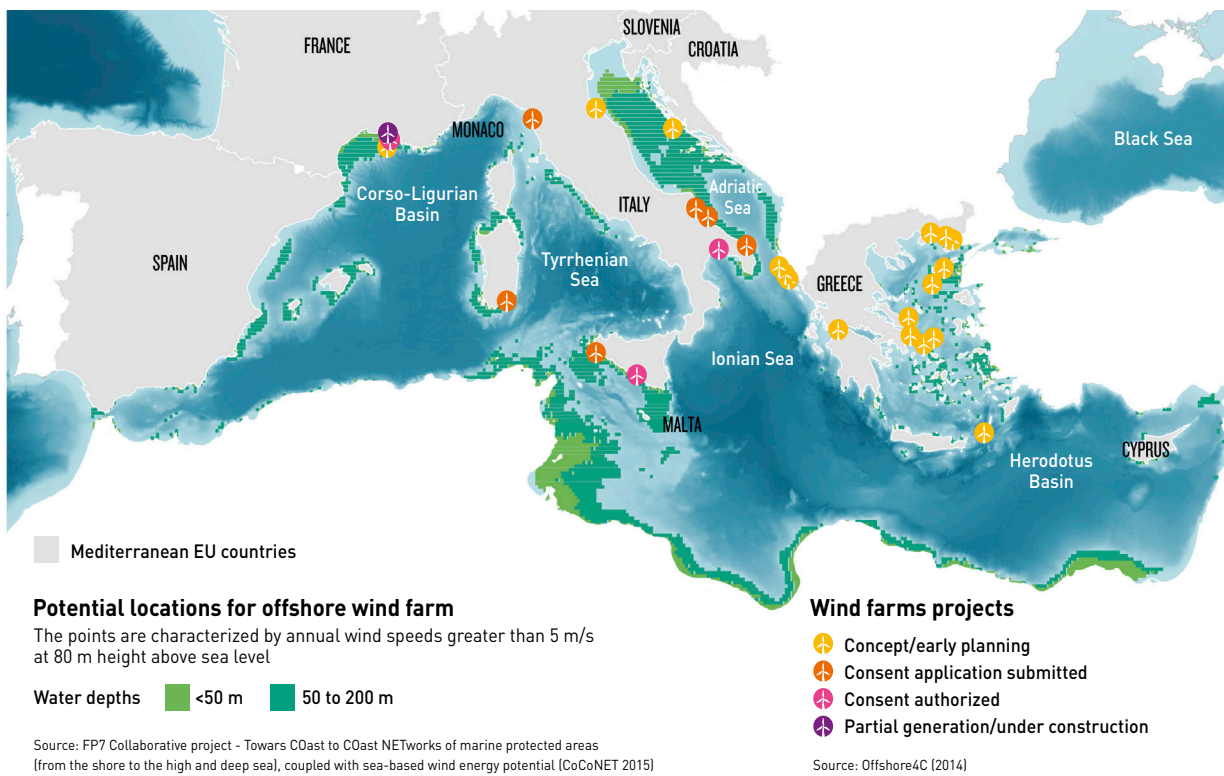 SLOVENIA
FRANCE
CROATIA
MONACO
Black Sea
Corso-Ligurian
Basin
ITALY
Adriatic
Sea
SPAIN
Tyrrhenian
Sea
GREECE
Ionian Sea
MALTA
CYPRUS
Herodotus
Basin
Mediterranean EU countries
Potential locations for offshore wind farm
The points are characterized by annual wind speeds greater than 5 m/s
at 80 m height above sea level
Water depths <50 m 50 to 200 m
Source: FP7 Collaborative project - Towars COast to COast NETworks of marine protected areas
(from the shore to the high and deep sea), coupled with sea-based wind energy potential (CoCoNET 2015)
Wind farms projects
Concept/early planning
Consent application submitted
Consent authorized
Partial generation/under construction
Source: Offshore4C (2014)